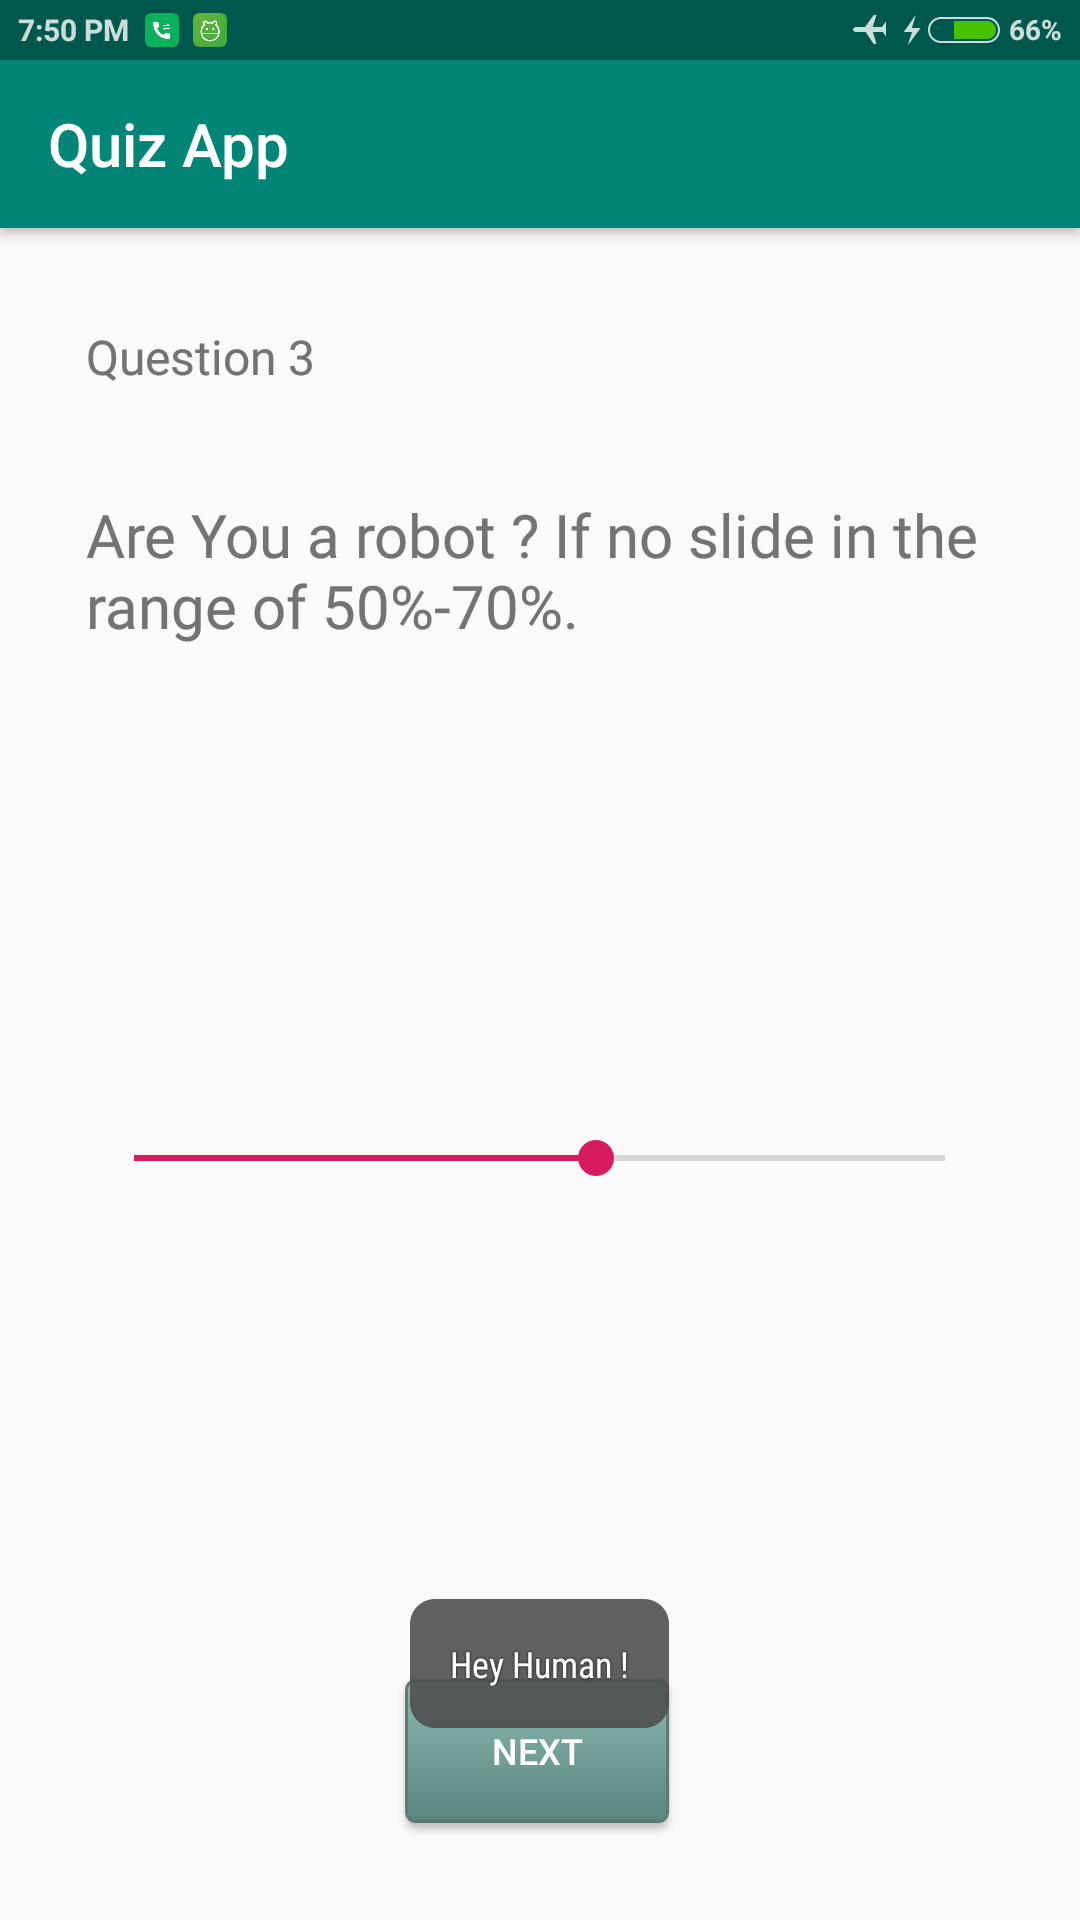 7:50 PM 66%
Quiz App
Question 3
Are You a robot ? If no slide in the
range of 50%-70%.
Hey Human !
NEXT